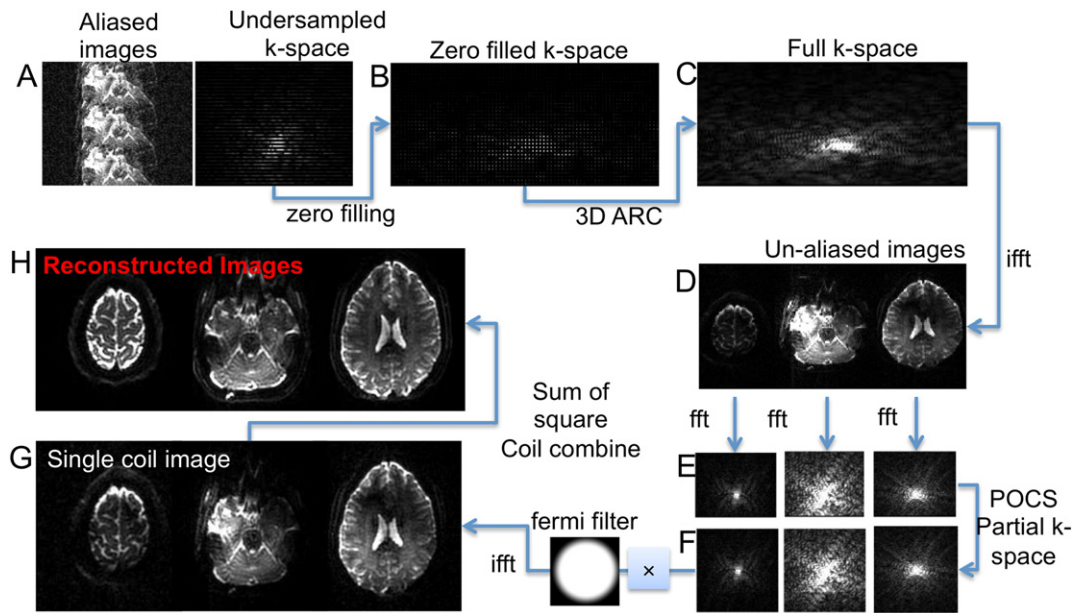 Aliased
images
Undersampled
k-space
Zero filled k-space
Full k-space
A
B
C
zero filling
3D ARC
ifft
H
Reconstructed Images
Un-aliased images
D
Sum of
square
Coil combine
fft
fft
fft
G
Single coil image
E
POCS
Partial k-
space
fermi filter
F
ifft
×